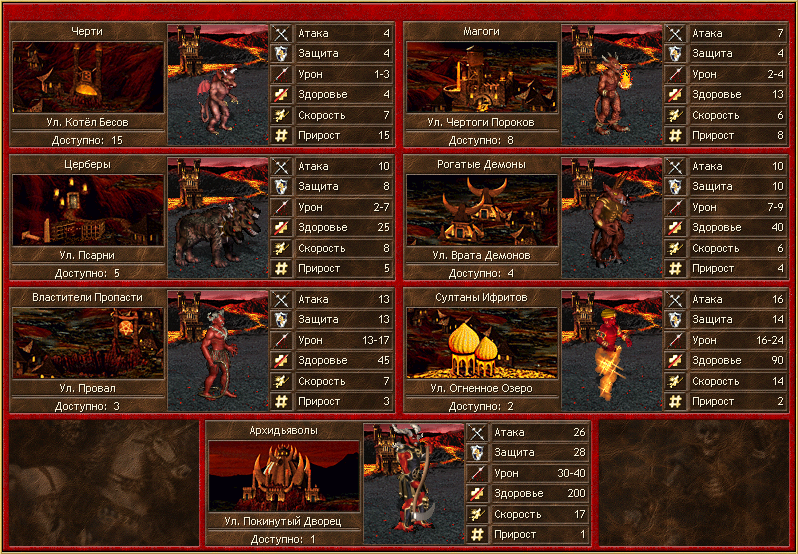 Черти
Атака 4
Защита 4
Урон 1-3
Здоровье 4
Скорость 7
Прирост 15
Ул. Котёл Бесов
Доступно: 15
Магоги
Атака 7
Защита 4
Урон 2-4
Здоровье 13
Скорость 6
Прирост 8
Ул. Чертоги Пороков
Доступно: 8
Церберы
Атака 10
Защита 8
Урон 2-7
Здоровье 25
Скорость 8
Прирост 5
Ул. Псарни
Доступно: 5
Рогатые Демоны
Атака 10
Защита 10
Урон 7-9
Здоровье 40
Скорость 6
Прирост 4
Ул. Врата Демонов
Доступно: 4
Властители Пропасти
Атака 13
Защита 13
Урон 13-17
Здоровье 45
Скорость 7
Прирост 3
Ул. Провал
Доступно: 3
Султаны Ифритов
Атака 16
Защита 14
Урон 16-24
Здоровье 90
Скорость 14
Прирост 2
Ул. Огненное Озеро
Доступно: 2
Архидьяволы
Атака 26
Защита 28
Урон 30-40
Здоровье 200
Скорость 17
Прирост 1
Ул. Покинутый Дворец
Доступно: 1